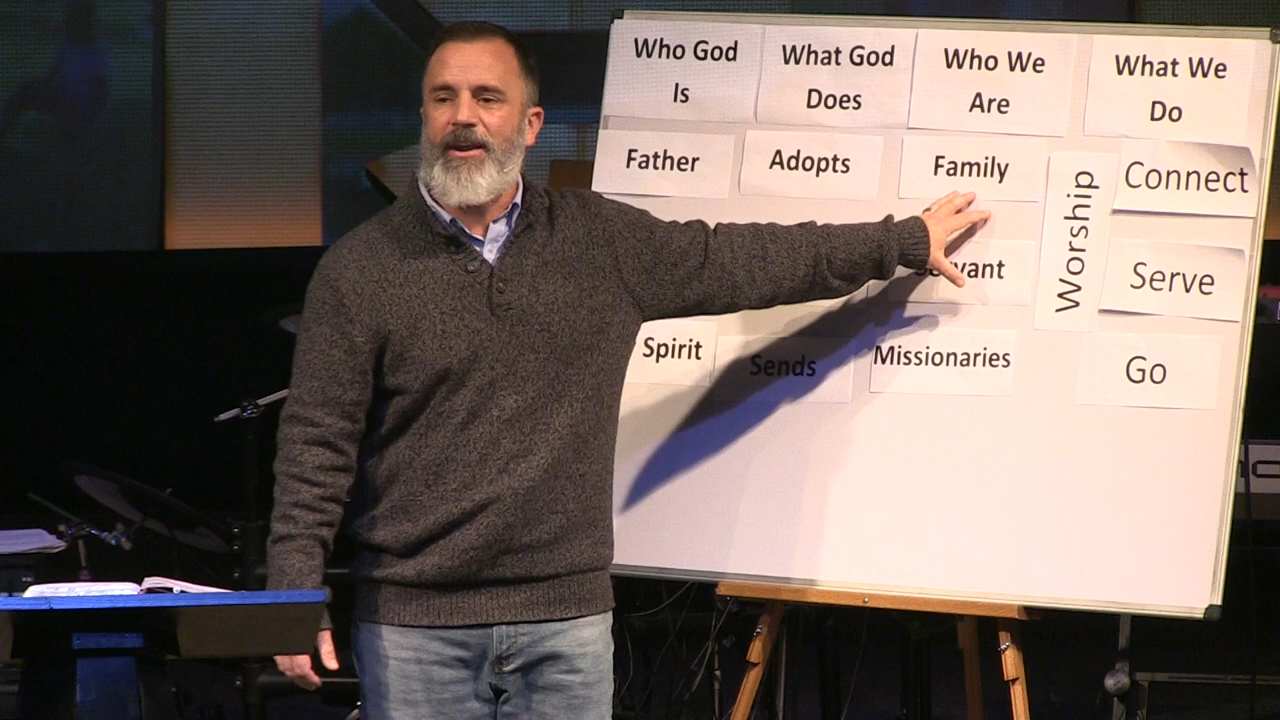 Who God
Is
What God
Does
Who We
Are
What We
Do
Father
Adopts
Family
Worship
Connect
Serve
Spirit
Sends
Missionaries
Go